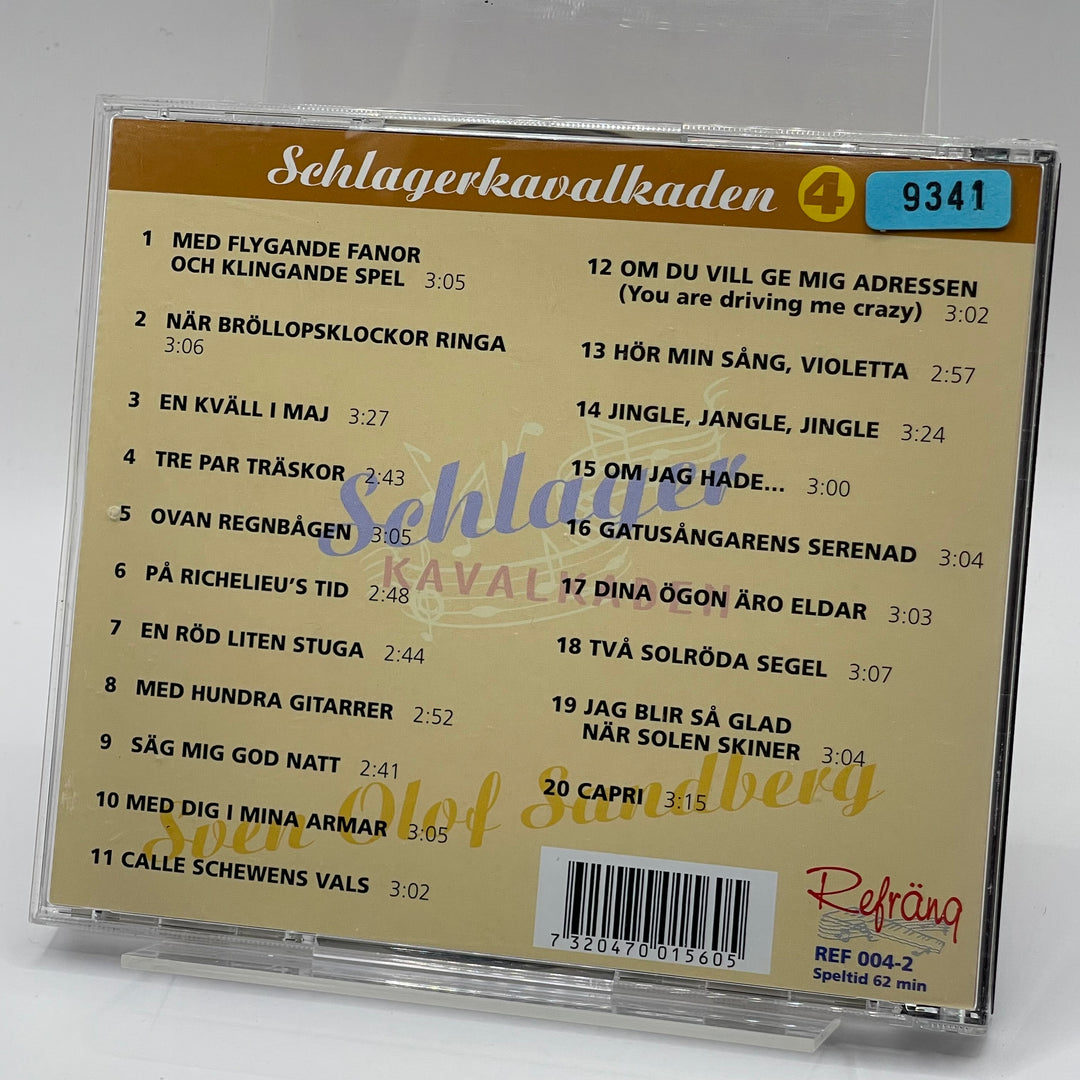 Schlagerkavalkaden 4
9341
1 MED FLYGANDE FANOR
OCH KLINGANDE SPEL 3:05
2 NÄR BRÖLLOPSKLOCKOR RINGA
3:06
3 EN KVÄLL I MAJ 3:27
4 TRE PAR TRÄSKOR 2:43
5 OVAN REGNBÅGEN 3:05
6 PÅ RICHELIEU'S TID 2:48
7 EN RÖD LITEN STUGA 2:44
8 MED HUNDRA GITARRER 2:52
9 SÄG MIG GOD NATT 2:41
10 MED DIG I MINA ARMAR 3:05
11 CALLE SCHEWENS VALS 3:02
12 OM DU VILL GE MIG ADRESSEN
(You are driving me crazy) 3:02
13 HÖR MIN SÅNG, VIOLETTA 2:57
14 JINGLE, JANGLE, JINGLE 3:24
15 OM JAG HADE... 3:00
16 GATUSÅNGARENS SERENAD 3:04
17 DINA ÖGON ÄRO ELDAR 3:03
18 TVÅ SOLRÖDA SEGEL 3:07
19 JAG BLIR SÅ GLAD
NÄR SOLEN SKINER 3:04
20 CAPRI 3:15
Schlager
KAVALKADEN
Sven Olof Sandberg
7 320470 015605
Refräng
REF 004-2
Speltid 62 min